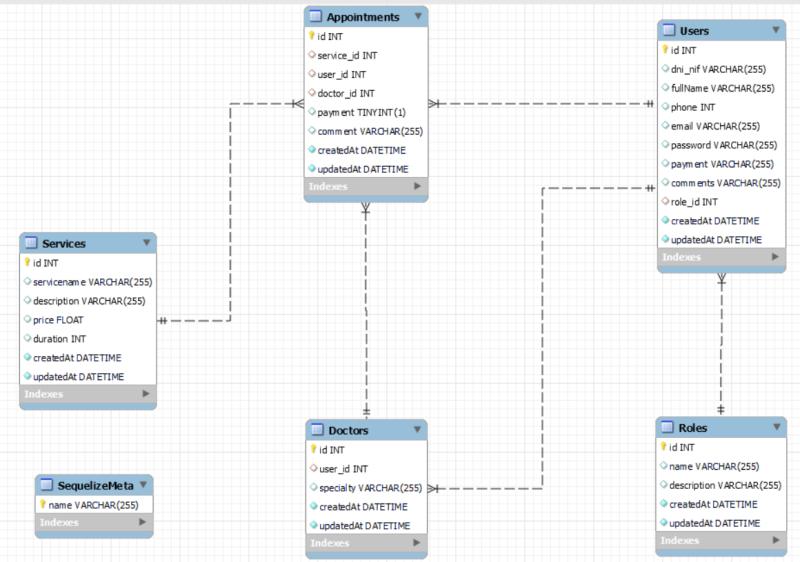 Appointments
id INT
service_id INT
user_id INT
doctor_id INT
payment TINYINT(1)
comment VARCHAR(255)
createdAt DATETIME
updatedAt DATETIME
Indexes
Users
id INT
dni_nif VARCHAR(255)
fullName VARCHAR(255)
phone INT
email VARCHAR(255)
password VARCHAR(255)
payment VARCHAR(255)
comments VARCHAR(255)
role_id INT
createdAt DATETIME
updatedAt DATETIME
Indexes
Services
id INT
servicename VARCHAR(255)
description VARCHAR(255)
price FLOAT
duration INT
createdAt DATETIME
updatedAt DATETIME
Indexes
Doctors
id INT
user_id INT
specialty VARCHAR(255)
createdAt DATETIME
updatedAt DATETIME
Indexes
Roles
id INT
name VARCHAR(255)
description VARCHAR(255)
createdAt DATETIME
updatedAt DATETIME
Indexes
SequelizeMeta
name VARCHAR(255)
Indexes